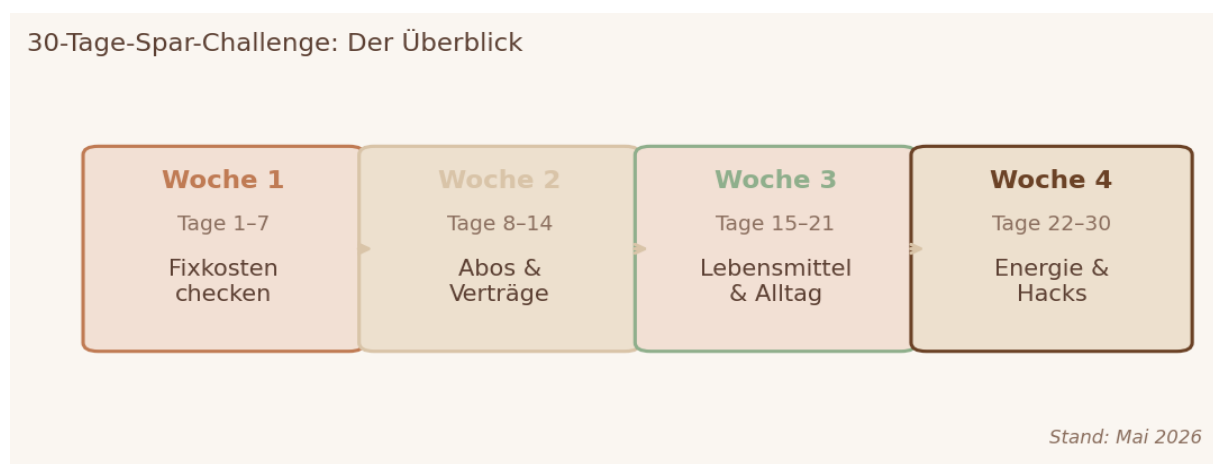 30-Tage-Spar-Challenge: Der Überblick
Woche 1
Tage 1–7
Fixkosten
checken
Woche 2
Tage 8–14
Abos &
Verträge
Woche 3
Tage 15–21
Lebensmittel
& Alltag
Woche 4
Tage 22–30
Energie &
Hacks
Stand: Mai 2026